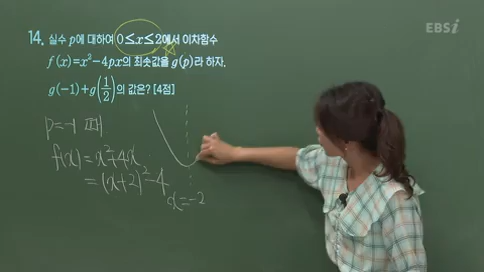 EBSi
14. 실수 p에 대하여 0≤x≤2에서 이차함수
f(x)=x²-4px의 최솟값을 g(p)라 하자.
g(-1)+g(1/2)의 값은? [4점]
p=-1 일때
f(x)=x²+4x
=(x+2)²-4
x=-2